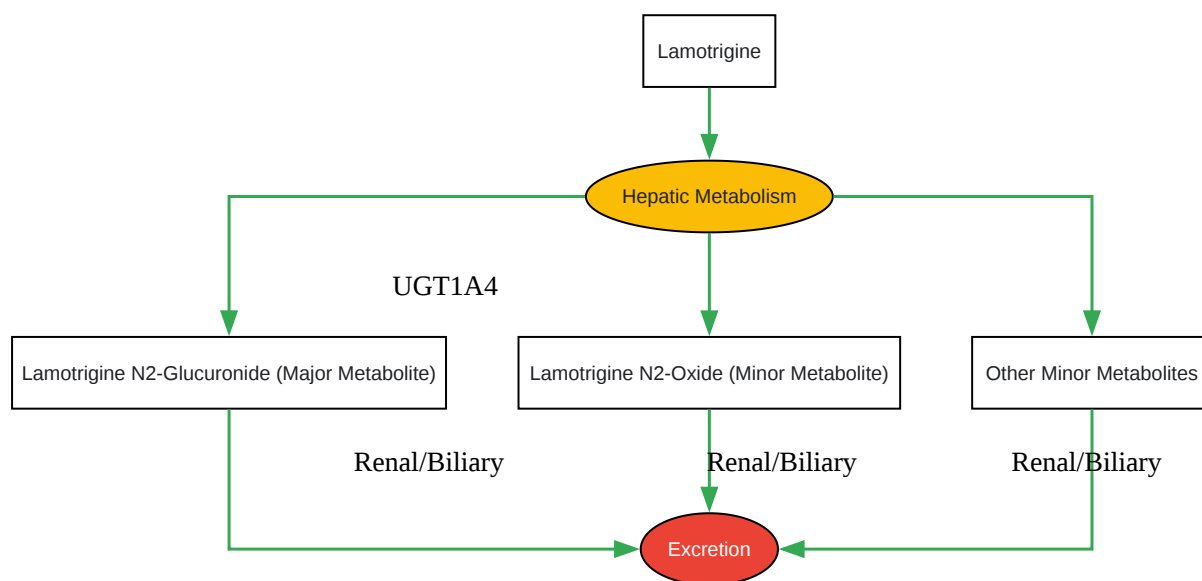 Lamotrigine
Hepatic Metabolism
UGT1A4
Lamotrigine N2-Glucuronide (Major Metabolite)
Lamotrigine N2-Oxide (Minor Metabolite)
Other Minor Metabolites
Renal/Biliary
Renal/Biliary
Renal/Biliary
Excretion